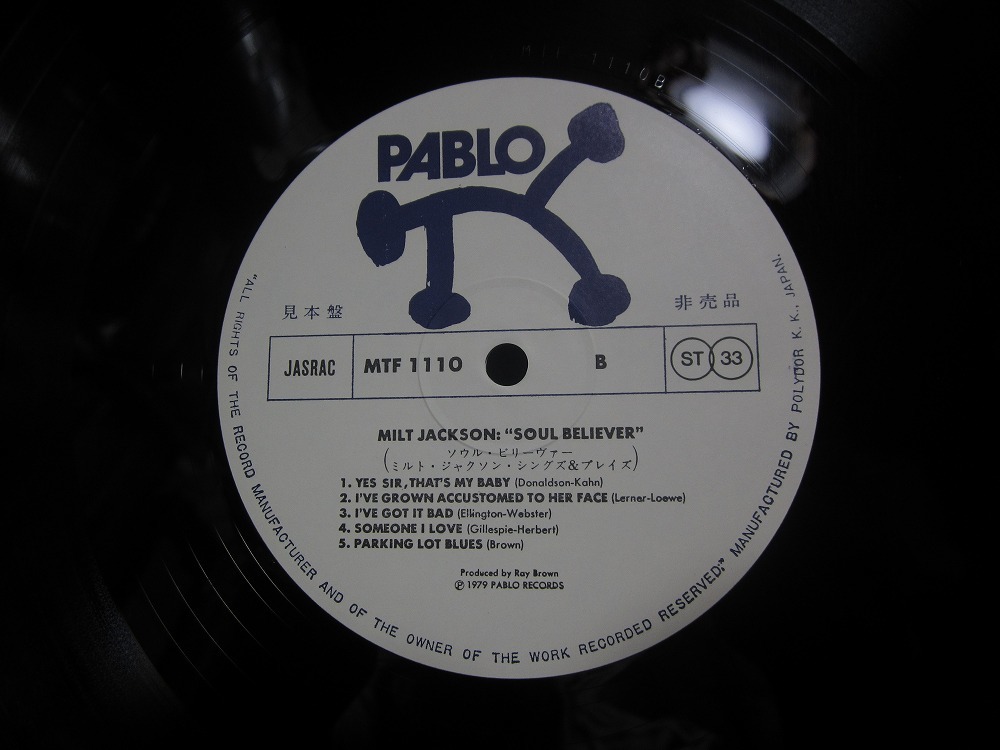 MTF 1110B
PABLO
見本盤
非売品
JASRAC
MTF 1110
B
ST
33
MILT JACKSON: “SOUL BELIEVER”
(ソウル・ビリーヴァー
ミルト・ジャクソン・シングズ&プレイズ)
1. YES SIR, THAT'S MY BABY (Donaldson-Kahn)
2. I'VE GROWN ACCUSTOMED TO HER FACE (Lerner-Loewe)
3. I'VE GOT IT BAD (Ellington-Webster)
4. SOMEONE I LOVE (Gillespie-Herbert)
5. PARKING LOT BLUES (Brown)
Produced by Ray Brown
℗ 1979 PABLO RECORDS
“ALL RIGHTS OF THE RECORD MANUFACTURER AND OF THE OWNER OF THE WORK RECORDED RESERVED;” MANUFACTURED BY POLYDOR K. K., JAPAN.